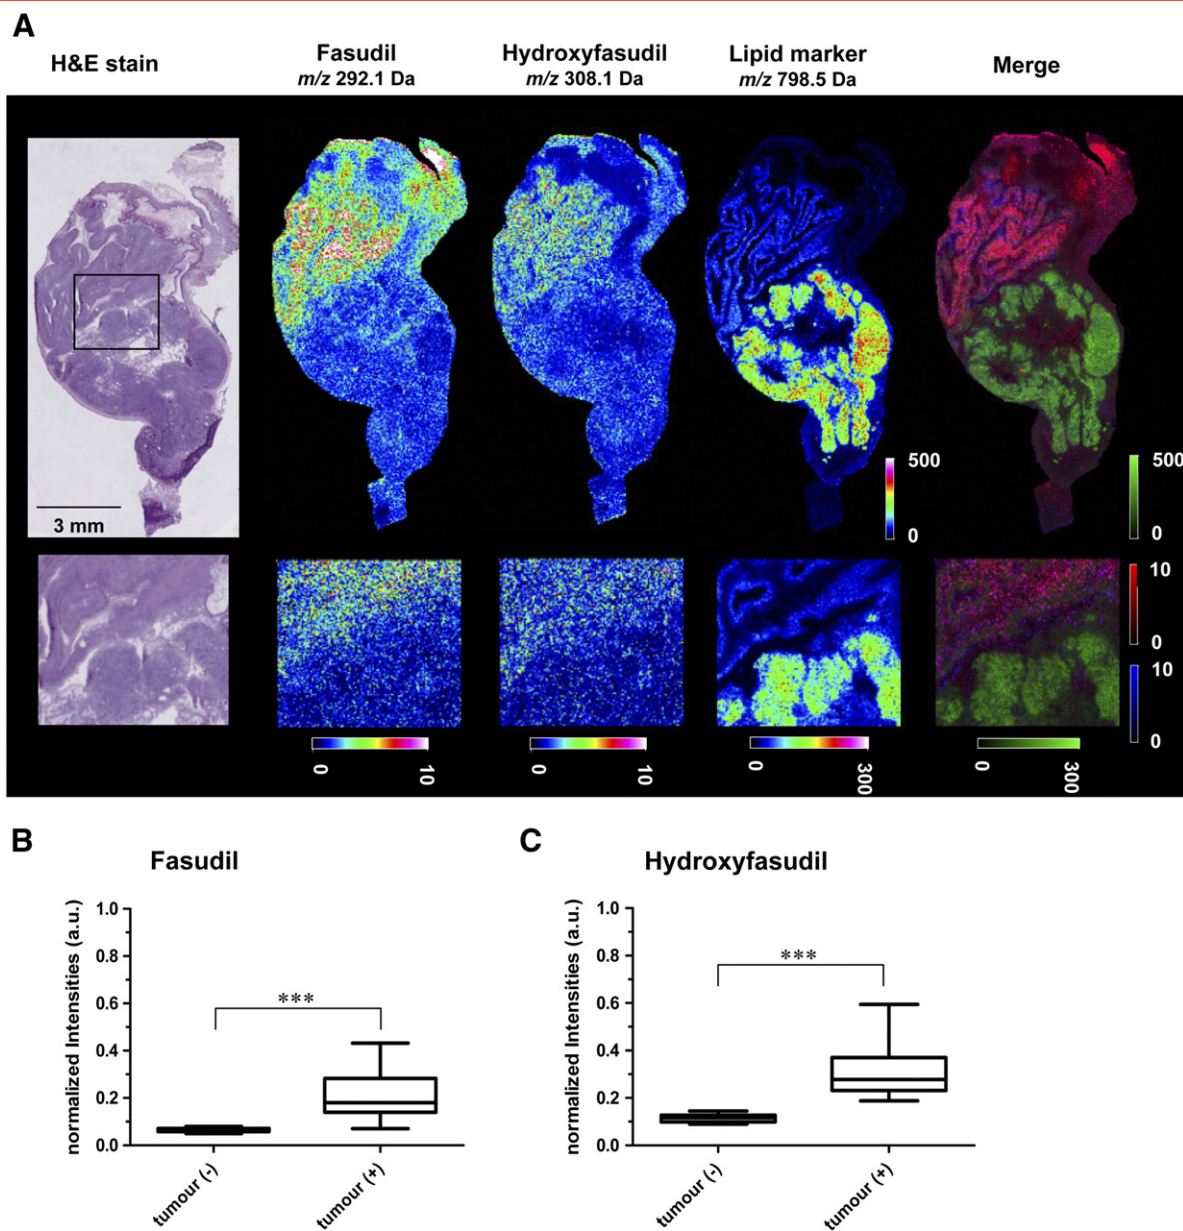 A
H&E stain
Fasudil
m/z 292.1 Da
Hydroxyfasudil
m/z 308.1 Da
Lipid marker
m/z 798.5 Da
Merge
3 mm
500
0
500
0
10
0
10
0
0
10
0
10
0
300
0
300
B
Fasudil
normalized Intensities (a.u.)
1.0
0.8
0.6
0.4
0.2
0.0
***
tumour (-)
tumour (+)
C
Hydroxyfasudil
normalized Intensities (a.u.)
1.0
0.8
0.6
0.4
0.2
0.0
***
tumour (-)
tumour (+)